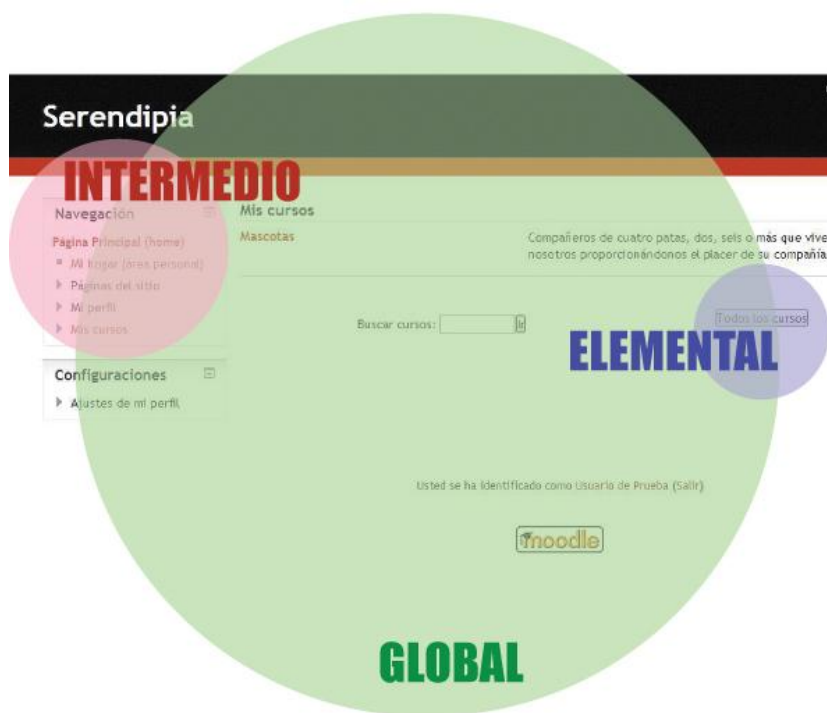 Serendipia
INTERMEDIO
Navegación
Página Principal (home)
Mi hogar (área personal)
Páginas del sitio
Mi perfil
Mis cursos
Configuraciones
Ajustes de mi perfil
Mis cursos
Mascotas
Compañeros de cuatro patas, dos, seis o más que vive
nosotros proporcionándonos el placer de su compañía
Buscar cursos:
Ir
Todos los cursos
ELEMENTAL
Usted se ha identificado como Usuario de Prueba (Salir)
moodle
GLOBAL